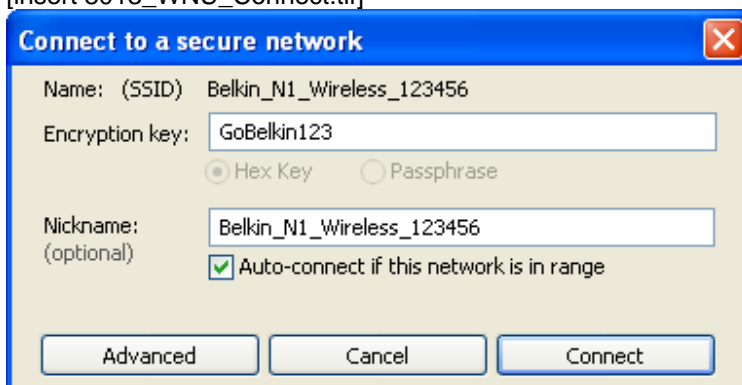 [insert 8013_WNC_Connect.tif]
Connect to a secure network
Name: (SSID) Belkin_N1_Wireless_123456
Encryption key: GoBelkin123
Hex Key Passphrase
Nickname: Belkin_N1_Wireless_123456
(optional)
Auto-connect if this network is in range
Advanced Cancel Connect